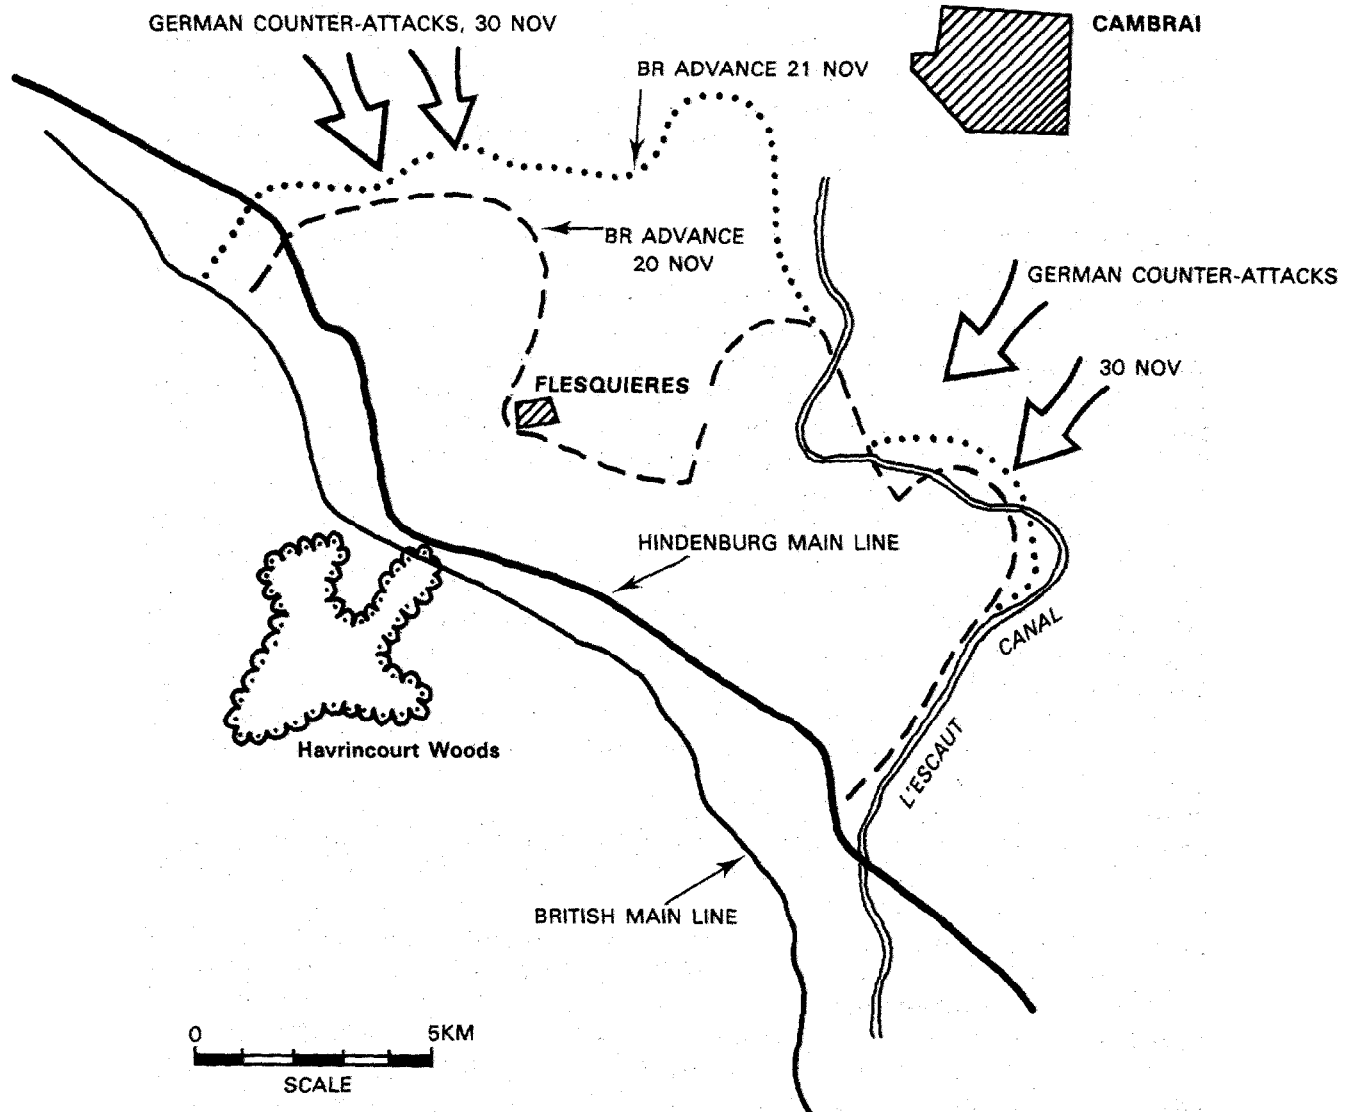 GERMAN COUNTER-ATTACKS, 30 NOV
CAMBRAI
BR ADVANCE 21 NOV
BR ADVANCE
20 NOV
GERMAN COUNTER-ATTACKS
30 NOV
FLESQUIERES
HINDENBURG MAIN LINE
CANAL
L'ESCAUT
Havrincourt Woods
BRITISH MAIN LINE
0 5KM
SCALE